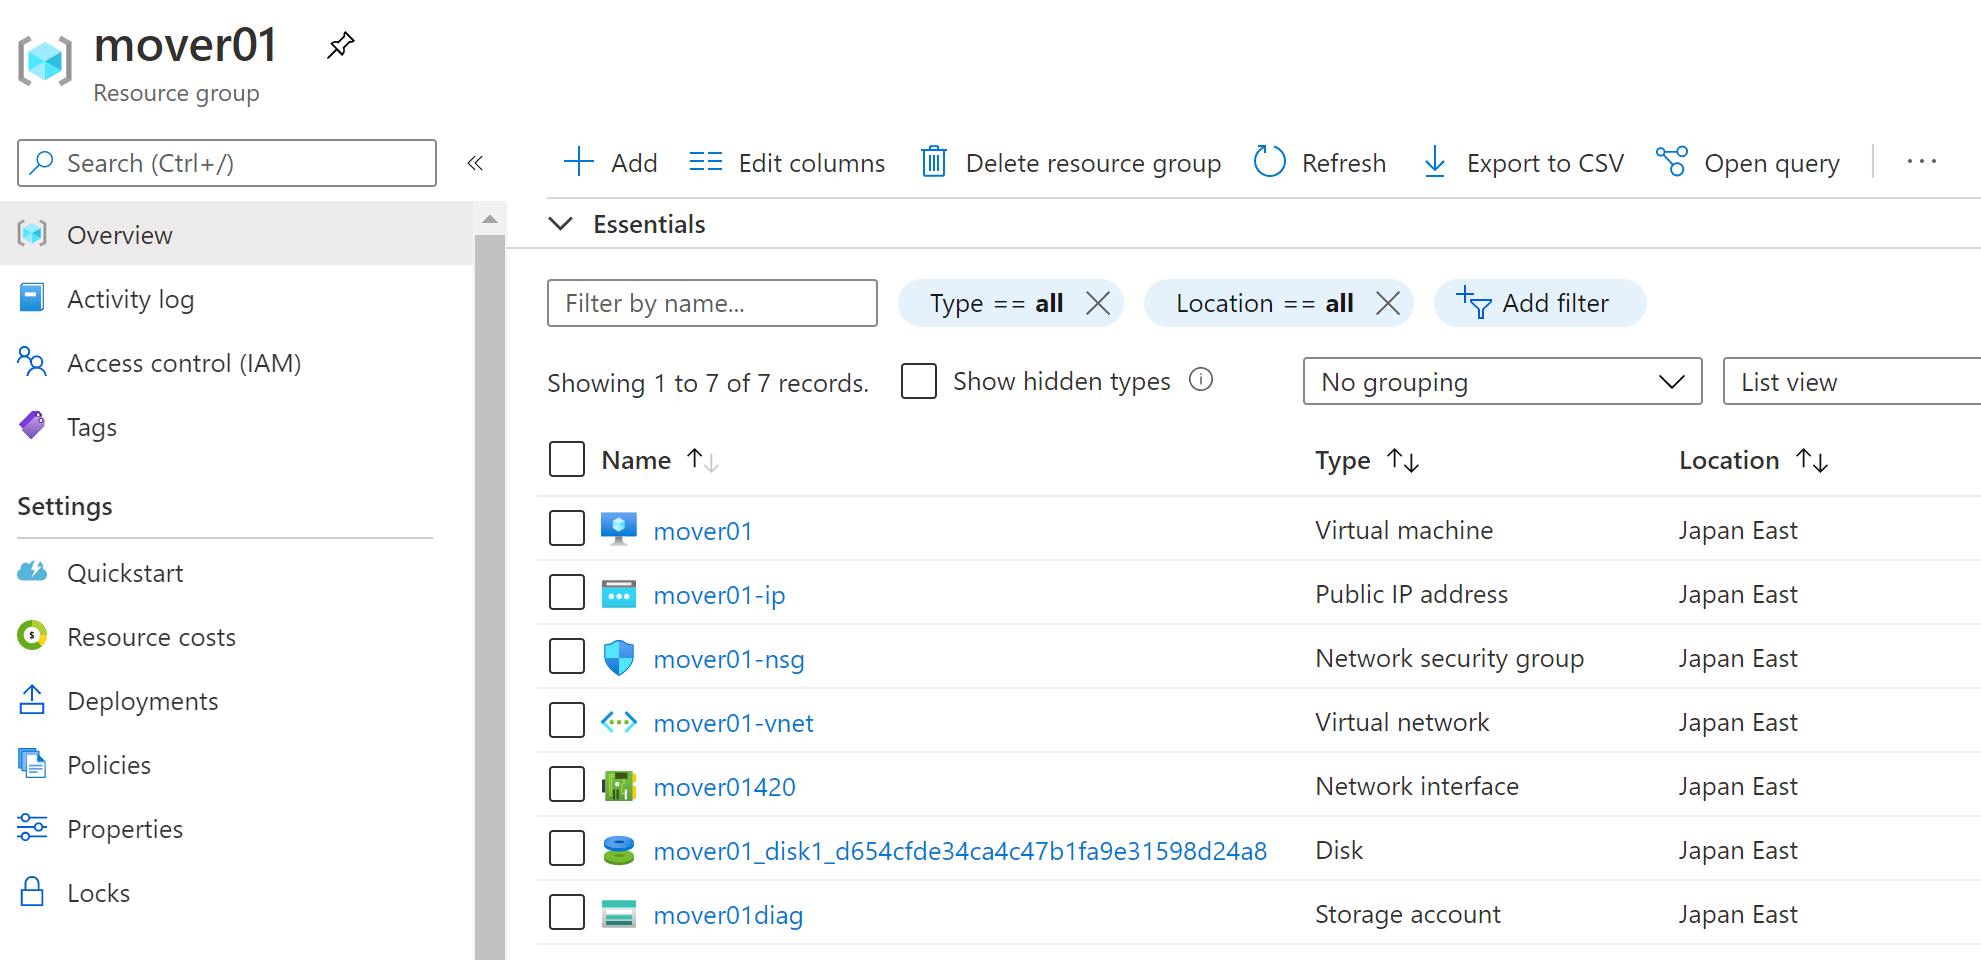 mover01
Resource group
Search (Ctrl+/)
«
Add
Edit columns
Delete resource group
Refresh
Export to CSV
Open query
...
Overview
Activity log
Access control (IAM)
Tags
Settings
Quickstart
Resource costs
Deployments
Policies
Properties
Locks
Essentials
Filter by name...
Type == all
Location == all
Add filter
Showing 1 to 7 of 7 records.
Show hidden types
No grouping
List view
Name Type Location
mover01 Virtual machine Japan East
mover01-ip Public IP address Japan East
mover01-nsg Network security group Japan East
mover01-vnet Virtual network Japan East
mover01420 Network interface Japan East
mover01_disk1_d654cfde34ca4c47b1fa9e31598d24a8 Disk Japan East
mover01diag Storage account Japan East